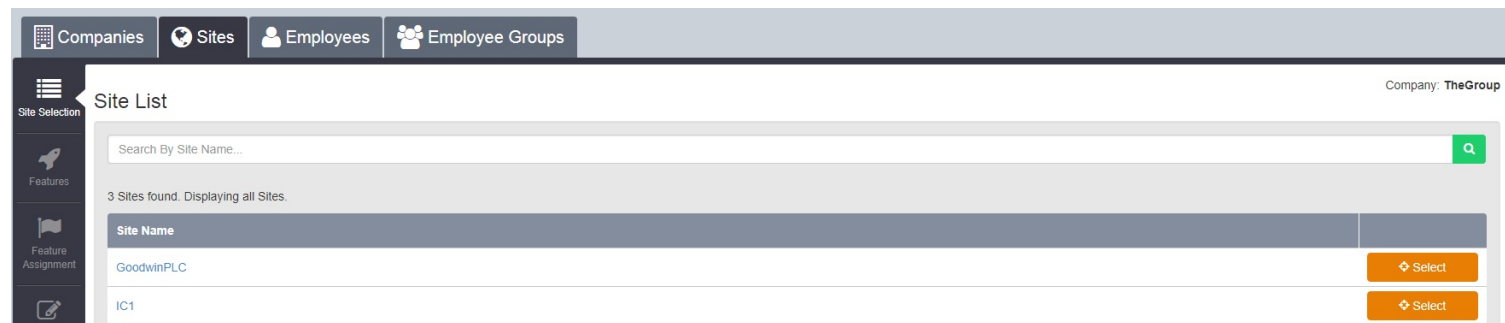 Companies
Sites
Employees
Employee Groups
Site Selection
Site List
Company: TheGroup
Search By Site Name...
Features
3 Sites found. Displaying all Sites.
Site Name
Feature
Assignment
GoodwinPLC
Select
IC1
Select